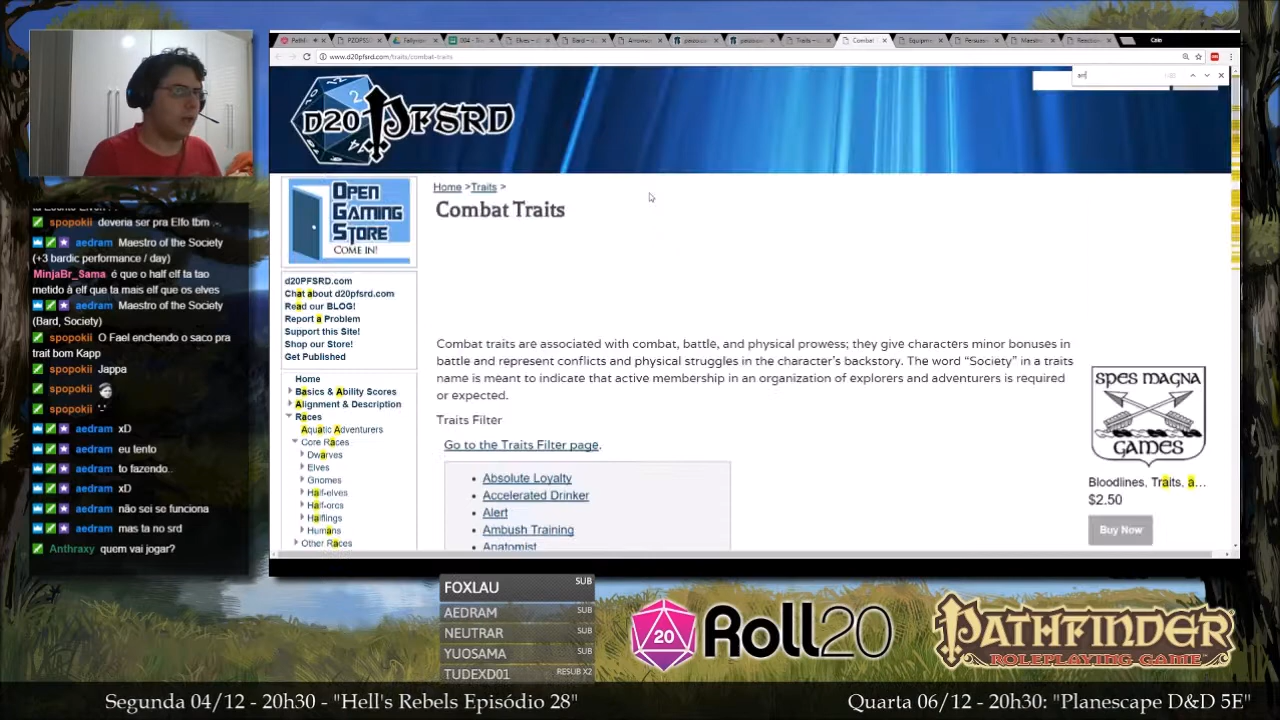 Caio
www.d20pfsrd.com/traits/combat-traits
D20 PFSRD
Home >Traits >
Combat Traits
OPEN
GAMING
STORE
COME IN!
d20PFSRD.com
Chat about d20pfsrd.com
Read our BLOG!
Report a Problem
Support this Site!
Shop our Store!
Get Published
Home
Basics & Ability Scores
Alignment & Description
Races
Aquatic Adventurers
Core Races
Dwarves
Elves
Gnomes
Half-elves
Half-orcs
Halflings
Humans
Other Races
Combat traits are associated with combat, battle, and physical prowess; they give characters minor bonuses in
battle and represent conflicts and physical struggles in the character's backstory. The word “Society” in a traits
name is meant to indicate that active membership in an organization of explorers and adventurers is required
or expected.
Traits Filter
Go to the Traits Filter page.
Absolute Loyalty
Accelerated Drinker
Alert
Ambush Training
Anatomist
SPES MAGNA
GAMES
Bloodlines, Traits, a...
$2.50
Buy Now
spopokii deveria ser pra Elfo tbm .-.
aedram Maestro of the Society
(+3 bardic performance / day)
MinjaBr_Sama é que o half elf ta tao
metido à elf que ta mais elf que os elves
aedram Maestro of the Society
(Bard, Society)
spopokii O Fael enchendo o saco pra
trait bom Kapp
spopokii Jappa
spopokii
spopokii '-'
aedram xD
aedram eu tento
aedram to fazendo..
aedram xD
aedram não sei se funciona
aedram mas ta no srd
Anthraxy quem vai jogar?
FOXLAU SUB
AEDRAM SUB
NEUTRAR SUB
YUOSAMA SUB
TUDEXD01 RESUB X2
20 Roll20
PATHFINDER
ROLEPLAYING GAME
Segunda 04/12 - 20h30 - "Hell's Rebels Episódio 28"
Quarta 06/12 - 20h30: "Planescape D&D 5E"